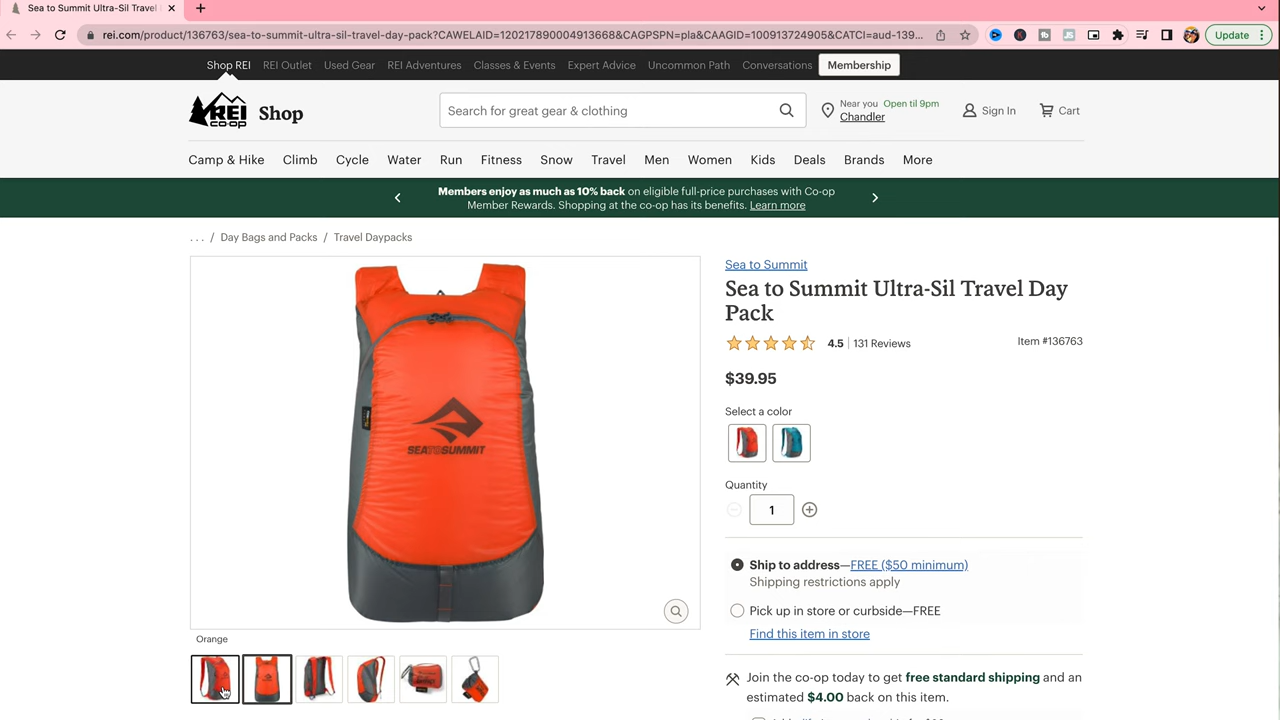 Sea to Summit Ultra-Sil Travel
rei.com/product/136763/sea-to-summit-ultra-sil-travel-day-pack?CAWELAID=120217890004913668&CAGPSPN=pla&CAAGID=100913724905&CATCI=aud-139...
Update
Shop REI
REI Outlet
Used Gear
REI Adventures
Classes & Events
Expert Advice
Uncommon Path
Conversations
Membership
REI
CO·OP
Shop
Search for great gear & clothing
Near you Open til 9pm
Chandler
Sign In
Cart
Camp & Hike
Climb
Cycle
Water
Run
Fitness
Snow
Travel
Men
Women
Kids
Deals
Brands
More
Members enjoy as much as 10% back on eligible full-price purchases with Co-op
Member Rewards. Shopping at the co-op has its benefits. Learn more
... / Day Bags and Packs / Travel Daypacks
SEATOSUMMIT
Orange
Sea to Summit
Sea to Summit Ultra-Sil Travel Day
Pack
4.5 131 Reviews
Item #136763
$39.95
Select a color
Quantity
1
Ship to address—FREE ($50 minimum)
Shipping restrictions apply
Pick up in store or curbside—FREE
Find this item in store
Join the co-op today to get free standard shipping and an
estimated $4.00 back on this item.